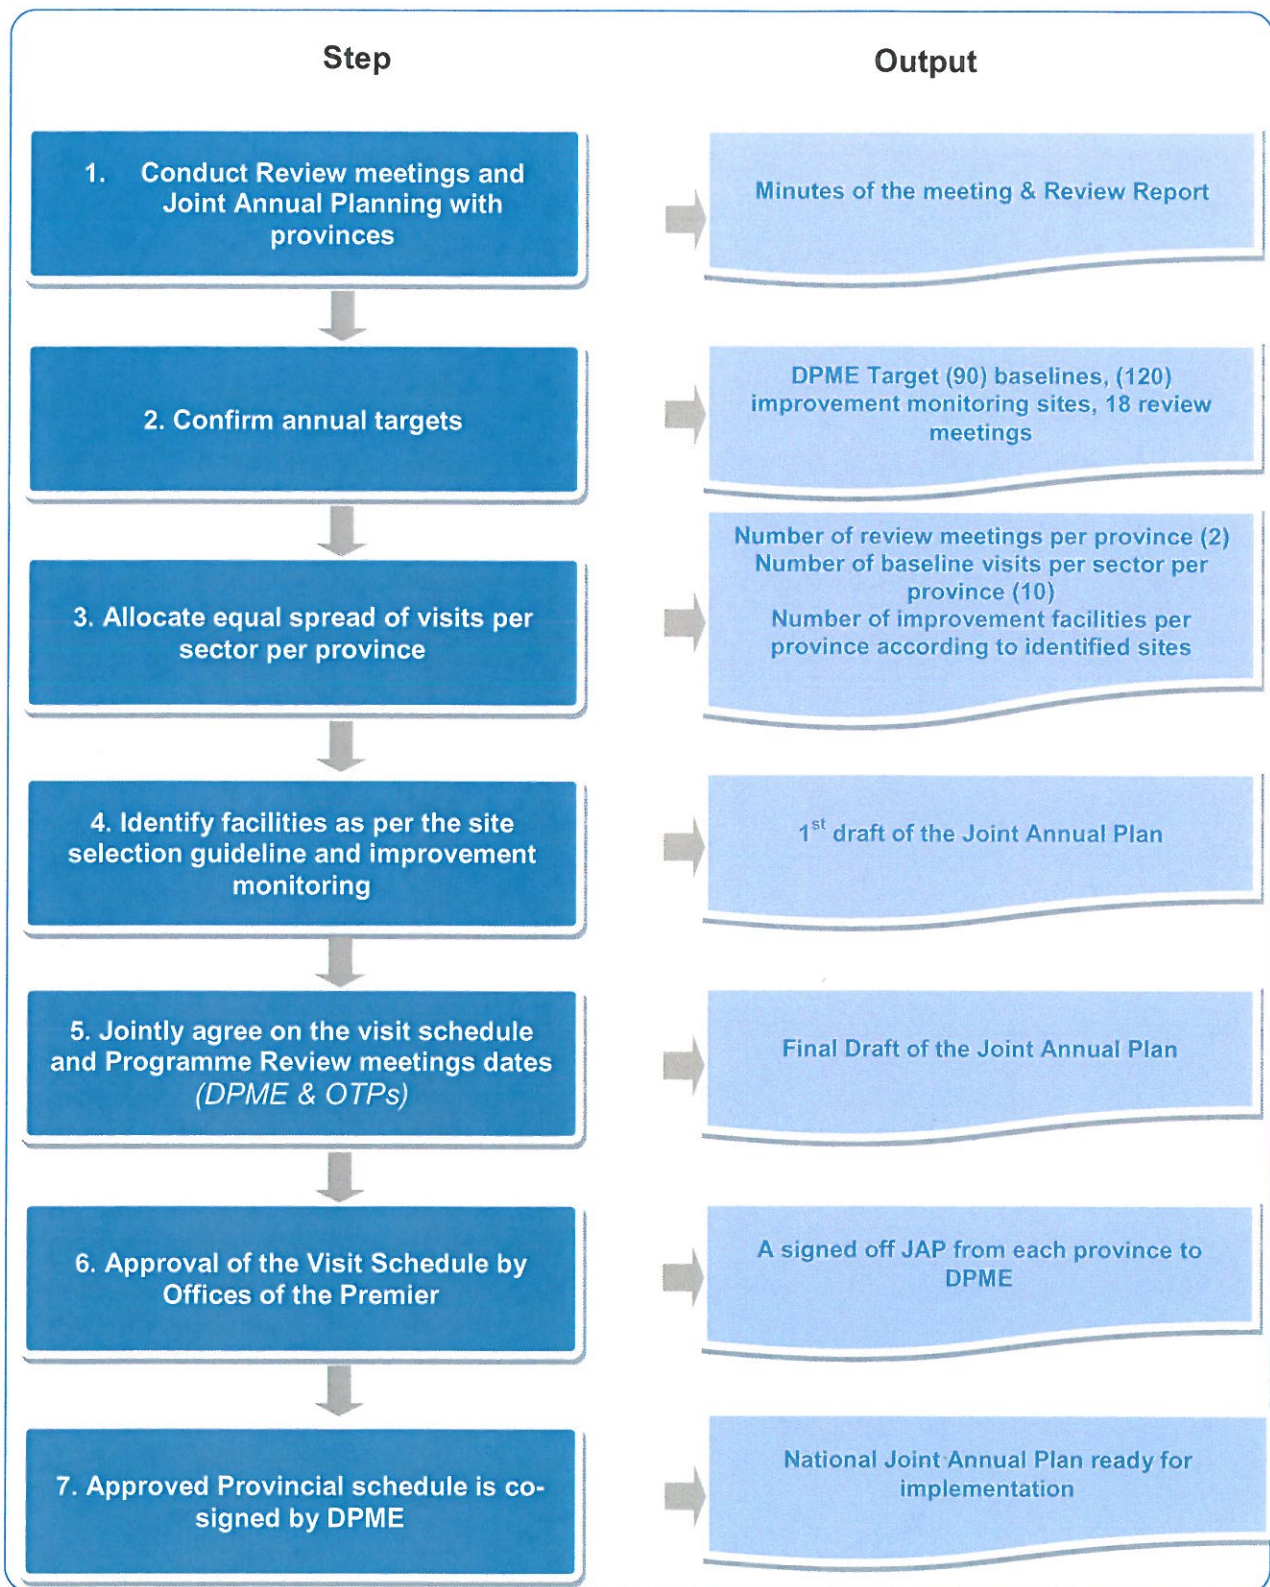 Step
Output
1. Conduct Review meetings and
Joint Annual Planning with
provinces
Minutes of the meeting & Review Report
2. Confirm annual targets
DPME Target (90) baselines, (120)
improvement monitoring sites, 18 review
meetings
3. Allocate equal spread of visits per
sector per province
Number of review meetings per province (2)
Number of baseline visits per sector per
province (10)
Number of improvement facilities per
province according to identified sites
4. Identify facilities as per the site
selection guideline and improvement
monitoring
1st draft of the Joint Annual Plan
5. Jointly agree on the visit schedule
and Programme Review meetings dates
(DPME & OTPs)
Final Draft of the Joint Annual Plan
6. Approval of the Visit Schedule by
Offices of the Premier
A signed off JAP from each province to
DPME
7. Approved Provincial schedule is co-
signed by DPME
National Joint Annual Plan ready for
implementation